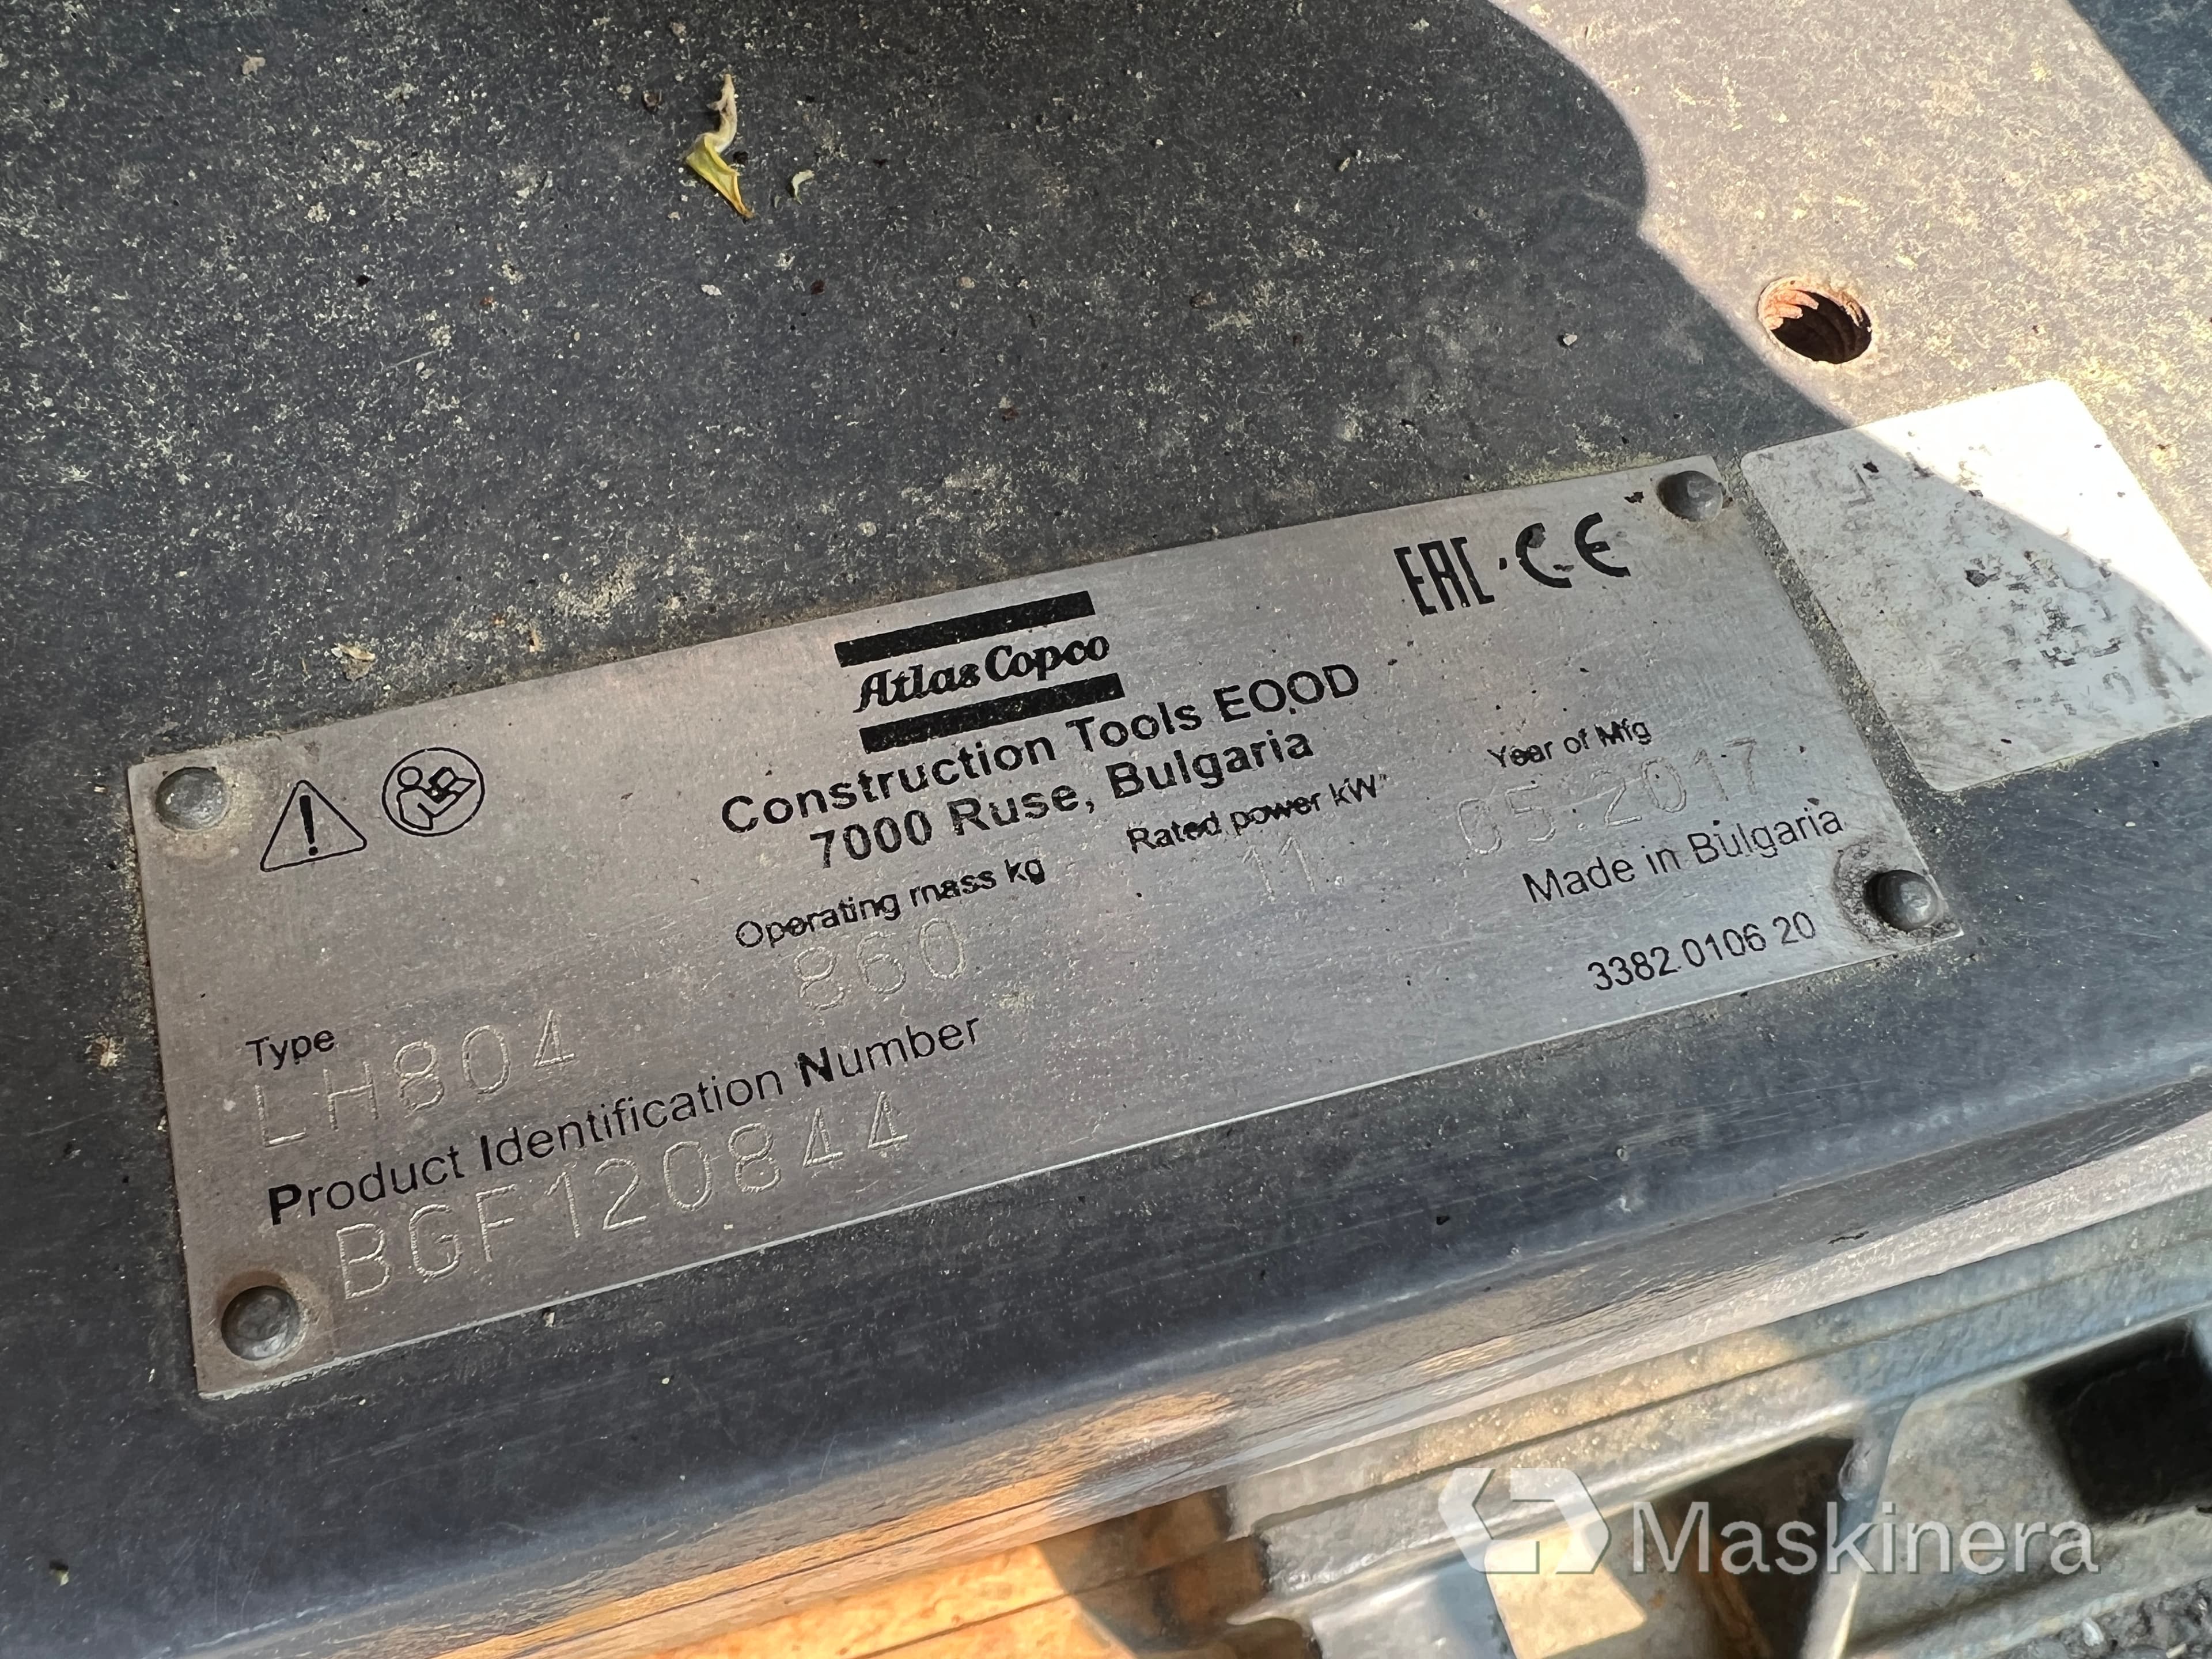 Atlas Copco
EAC · CE
Construction Tools EOOD
7000 Ruse, Bulgaria
Operating mass kg Rated power kW Year of Mfg
860 11 05.2017
Made in Bulgaria
3382 0106 20
Type
LH804
Product Identification Number
BGF120844
Maskinera